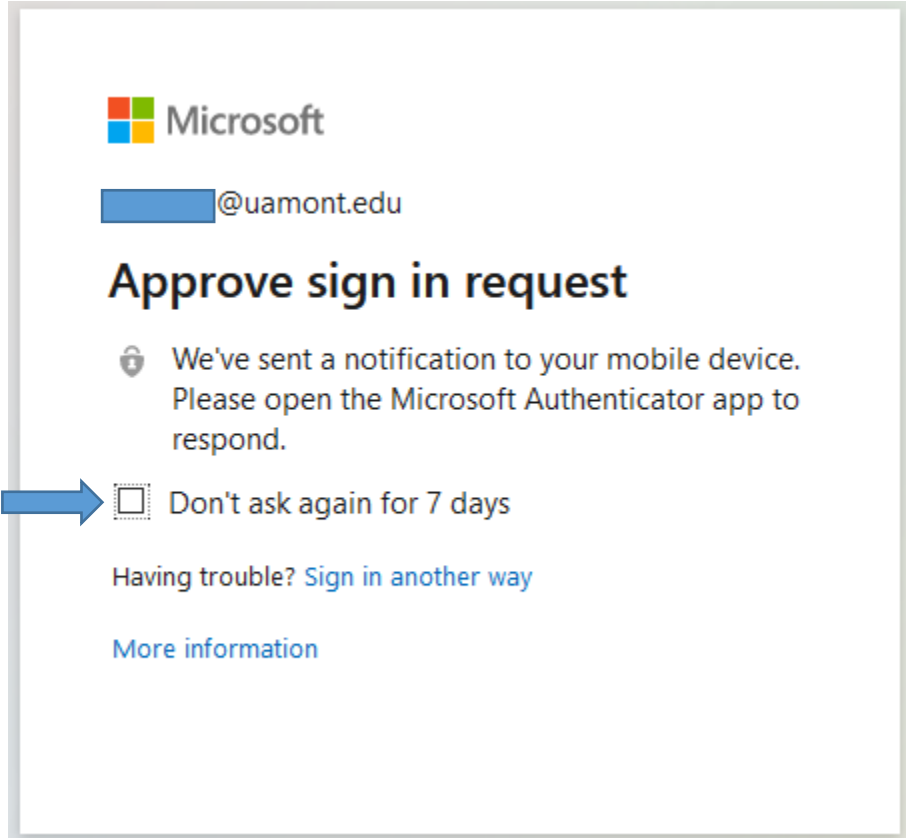 Microsoft
@uamont.edu
Approve sign in request
We've sent a notification to your mobile device.
Please open the Microsoft Authenticator app to
respond.
Don't ask again for 7 days
Having trouble? Sign in another way
More information